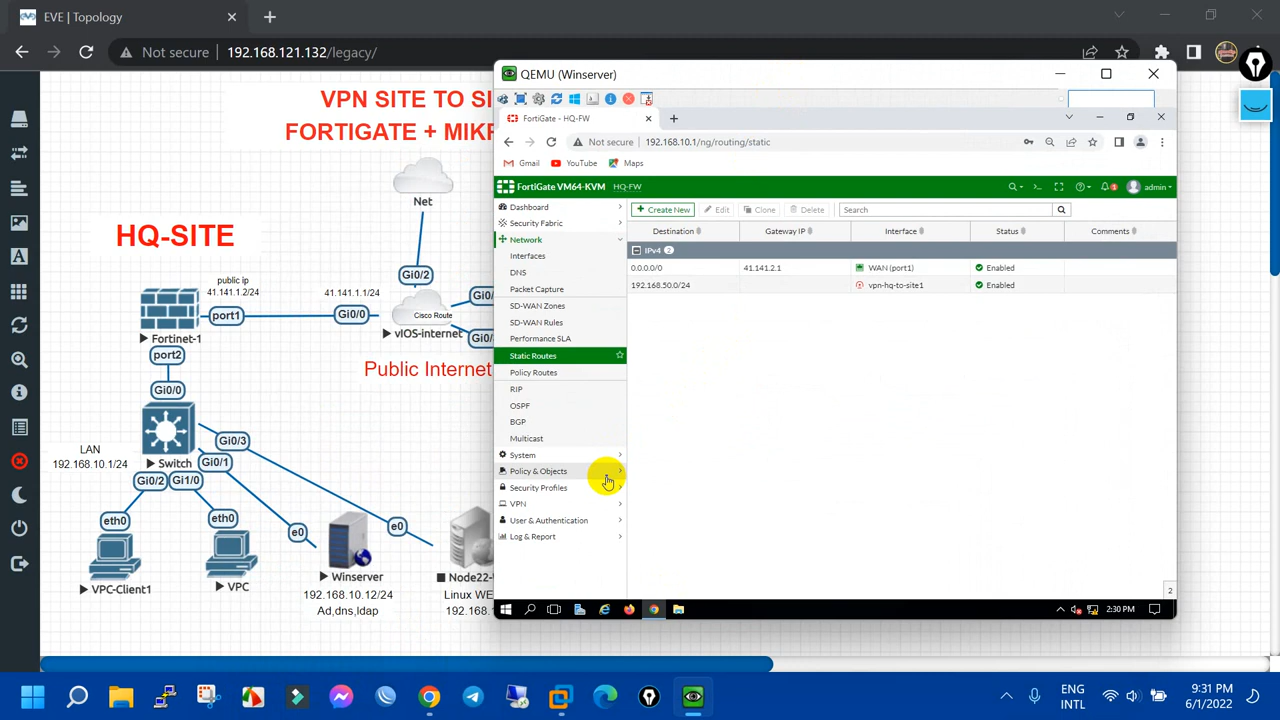 EVE | Topology
Not secure
192.168.121.132/legacy/
VPN SITE TO SI
FORTIGATE + MIKR
Net
Gi0/2
HQ-SITE
public ip
41.141.1.2/24
41.141.1.1/24
port1
Gi0/0
Cisco Route
Fortinet-1
vIOS-internet
port2
Public Internet
Gi0/0
LAN
192.168.10.1/24
Switch
Gi0/3
Gi0/1
Gi0/2
Gi1/0
eth0
eth0
e0
e0
VPC-Client1
VPC
Winserver
192.168.10.12/24
Ad,dns,ldap
Linux WE
192.168.
QEMU (Winserver)
FortiGate - HQ-FW
Not secure
192.168.10.1/ng/routing/static
Gmail
YouTube
Maps
FortiGate VM64-KVM
HQ-FW
1
admin
Dashboard
Security Fabric
Network
Interfaces
DNS
Packet Capture
SD-WAN Zones
SD-WAN Rules
Performance SLA
Static Routes
Policy Routes
RIP
OSPF
BGP
Multicast
System
Policy & Objects
Security Profiles
VPN
User & Authentication
Log & Report
+ Create New
Edit
Clone
Delete
Search
Destination
Gateway IP
Interface
Status
Comments
IPv4 2
0.0.0.0/0
41.141.2.1
WAN (port1)
Enabled
192.168.50.0/24
vpn-hq-to-site1
Enabled
2
2:30 PM
ENG
INTL
9:31 PM
6/1/2022